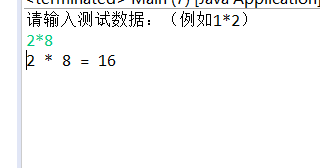 <terminated> Main (7) [Java Application]
请输入测试数据：（例如1*2）
2*8
2 * 8 = 16